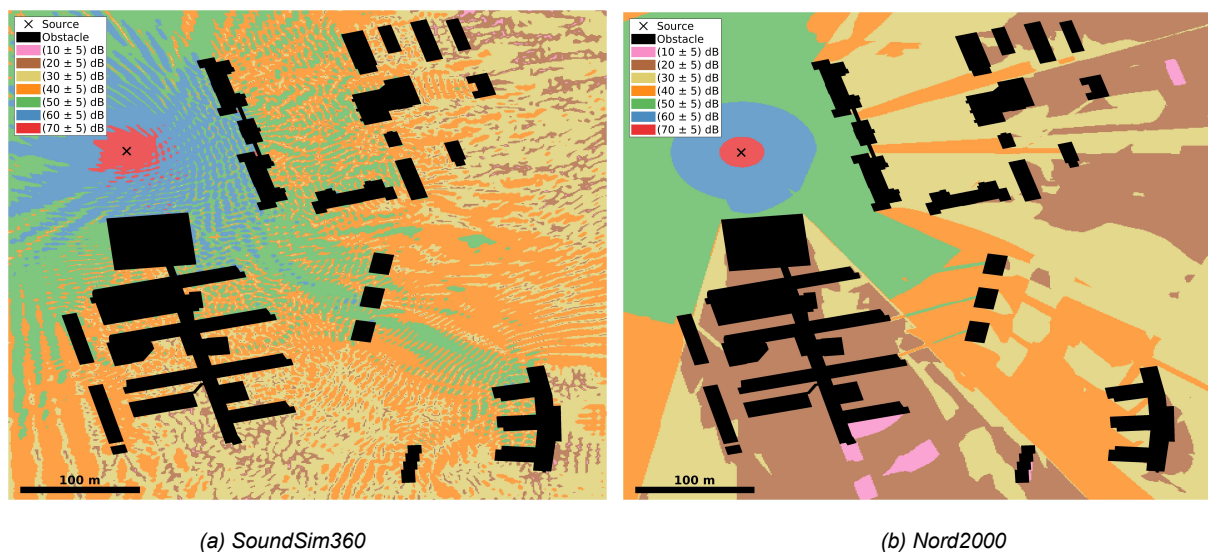 Source
Obstacle
(10 ± 5) dB
(20 ± 5) dB
(30 ± 5) dB
(40 ± 5) dB
(50 ± 5) dB
(60 ± 5) dB
(70 ± 5) dB
100 m
(a) SoundSim360
Source
Obstacle
(10 ± 5) dB
(20 ± 5) dB
(30 ± 5) dB
(40 ± 5) dB
(50 ± 5) dB
(60 ± 5) dB
(70 ± 5) dB
100 m
(b) Nord2000